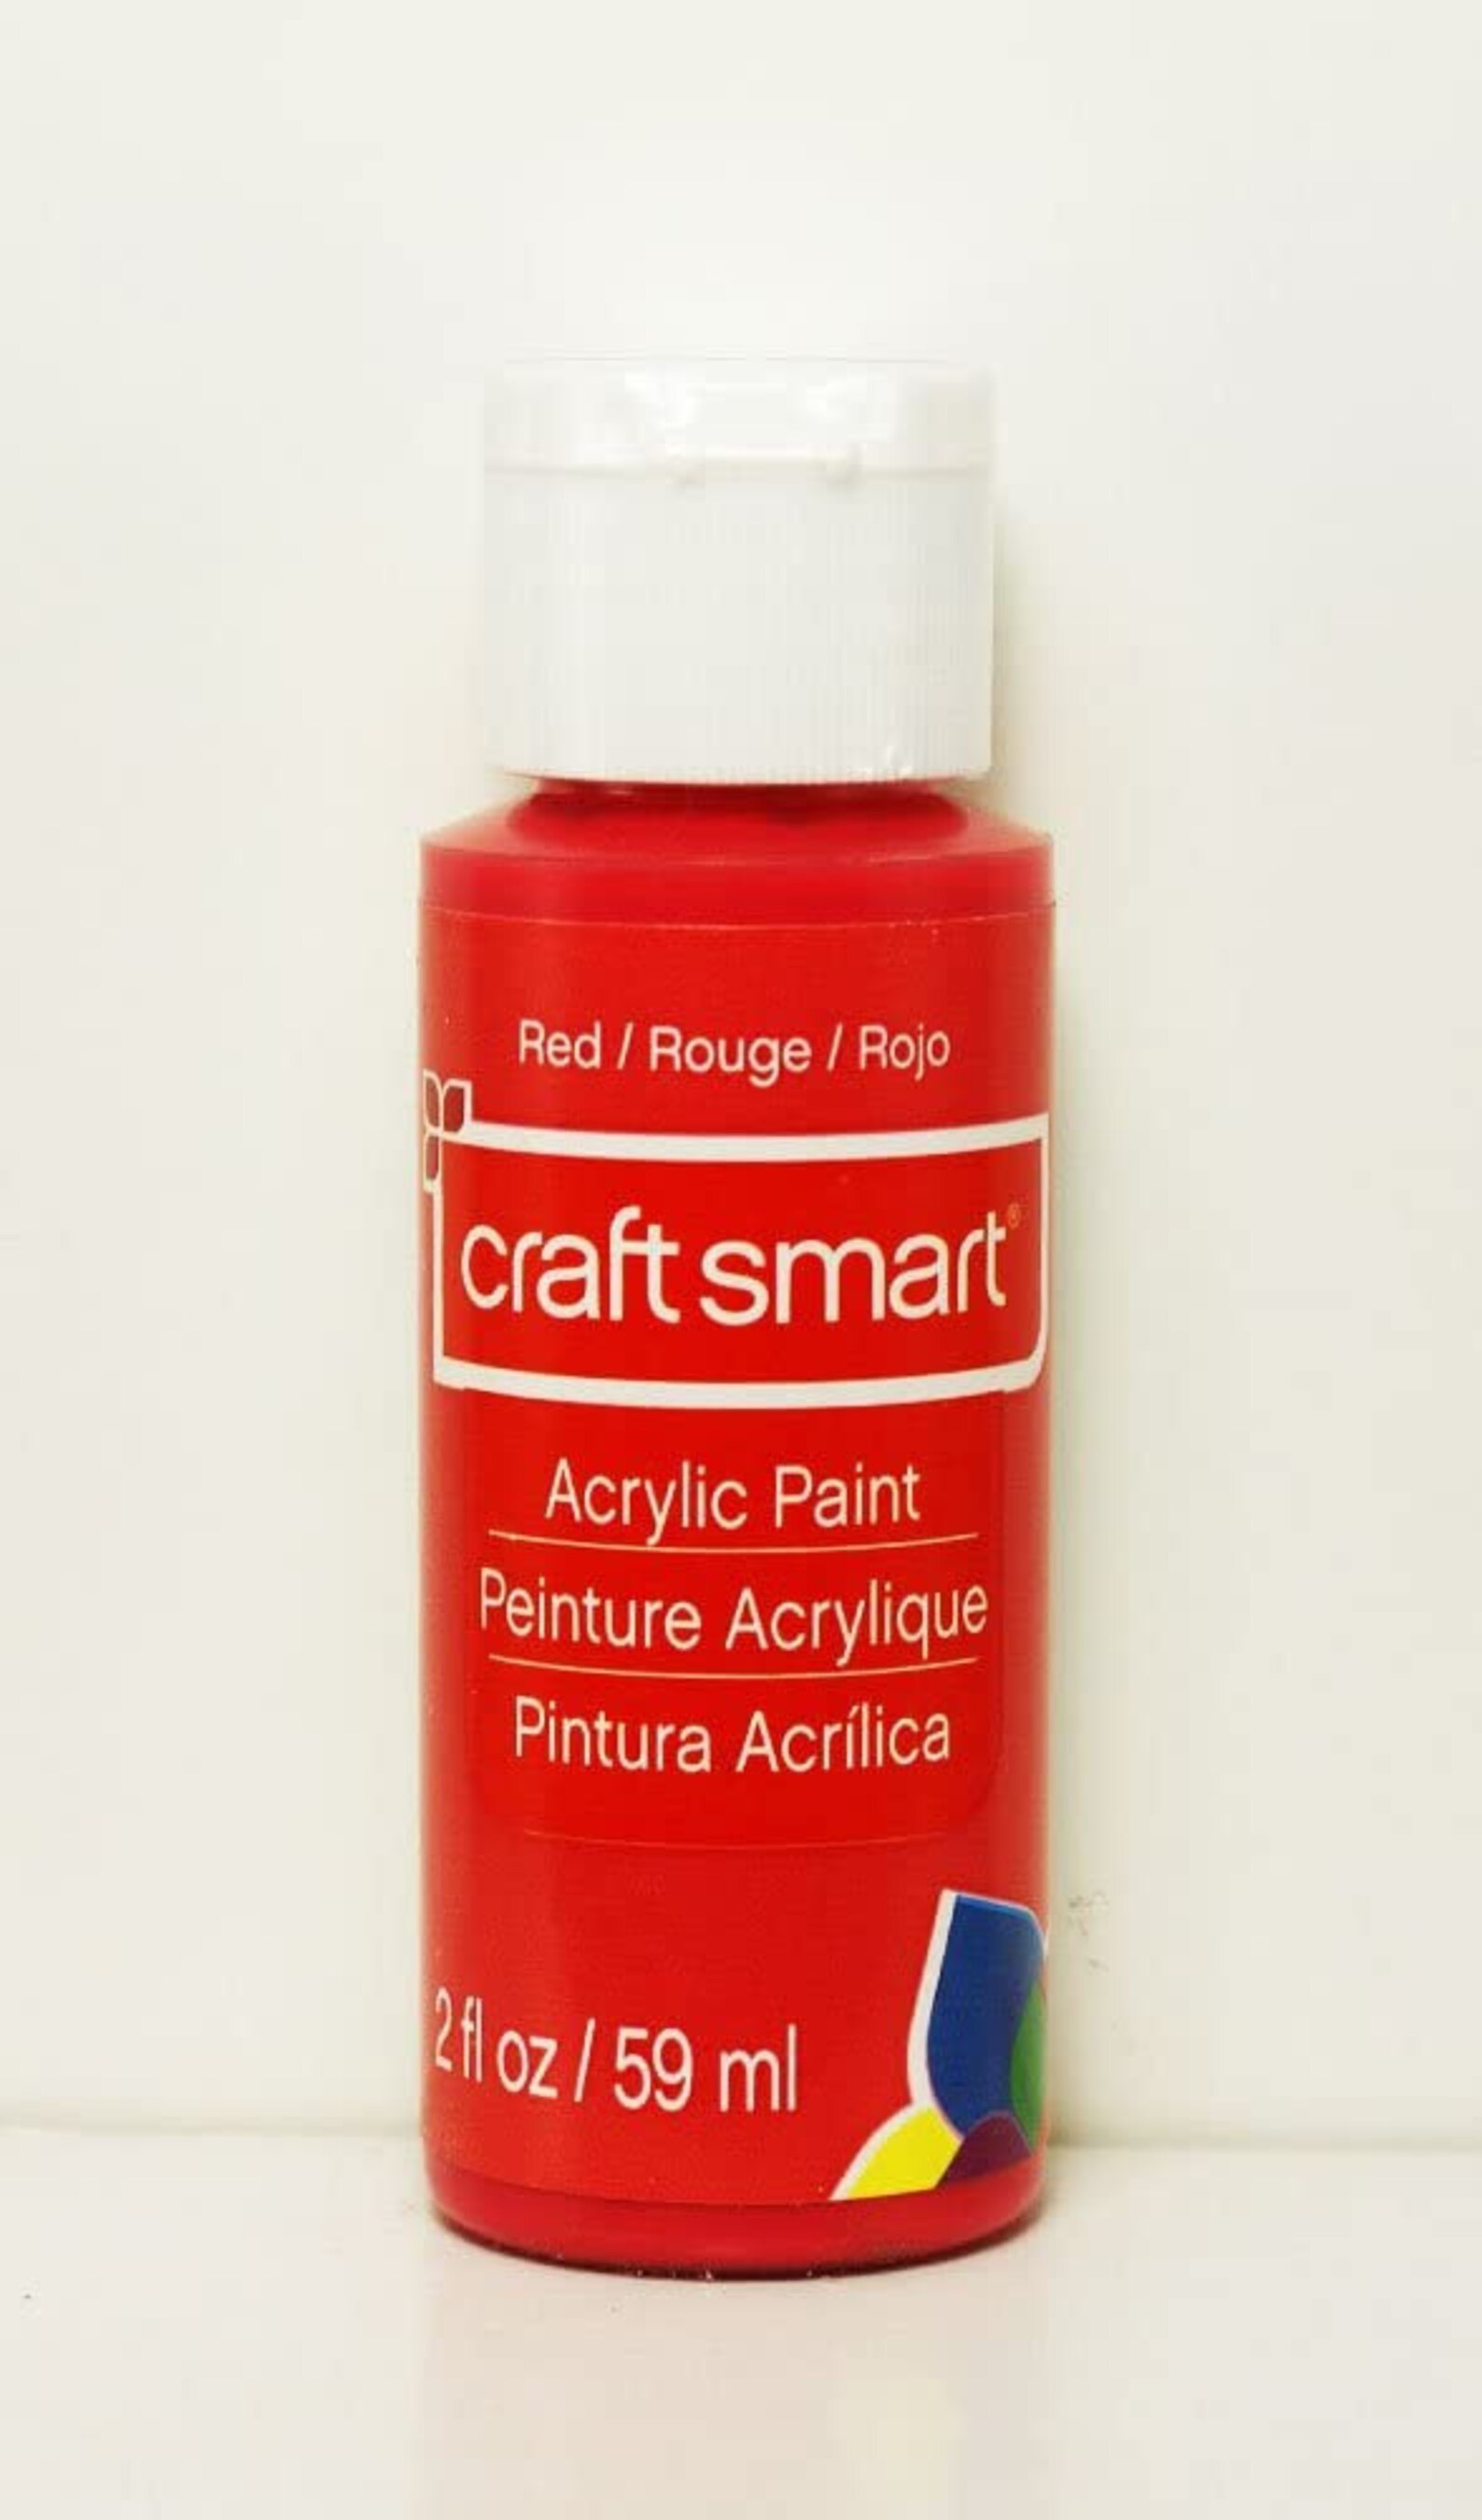 Red / Rouge / Rojo
craft smart®
Acrylic Paint
Peinture Acrylique
Pintura Acrílica
2 fl oz / 59 ml